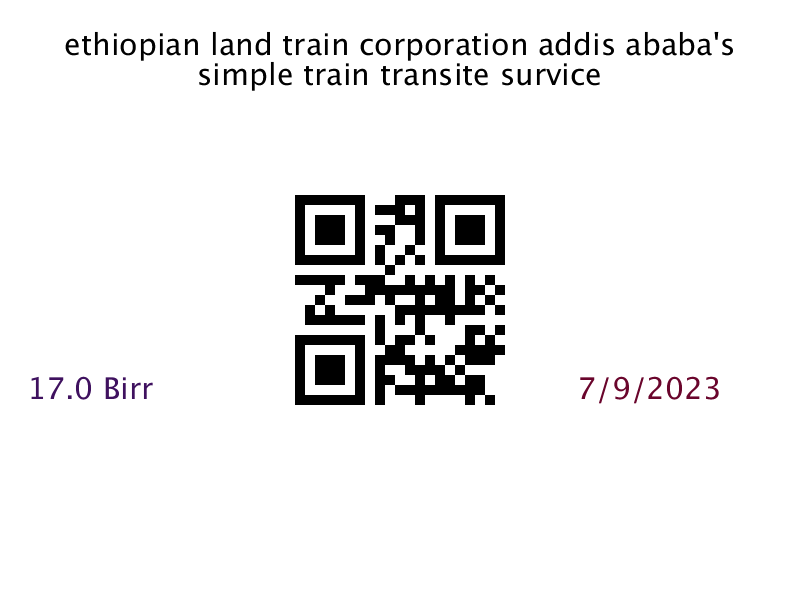 ethiopian land train corporation addis ababa's
simple train transite survice
17.0 Birr
7/9/2023